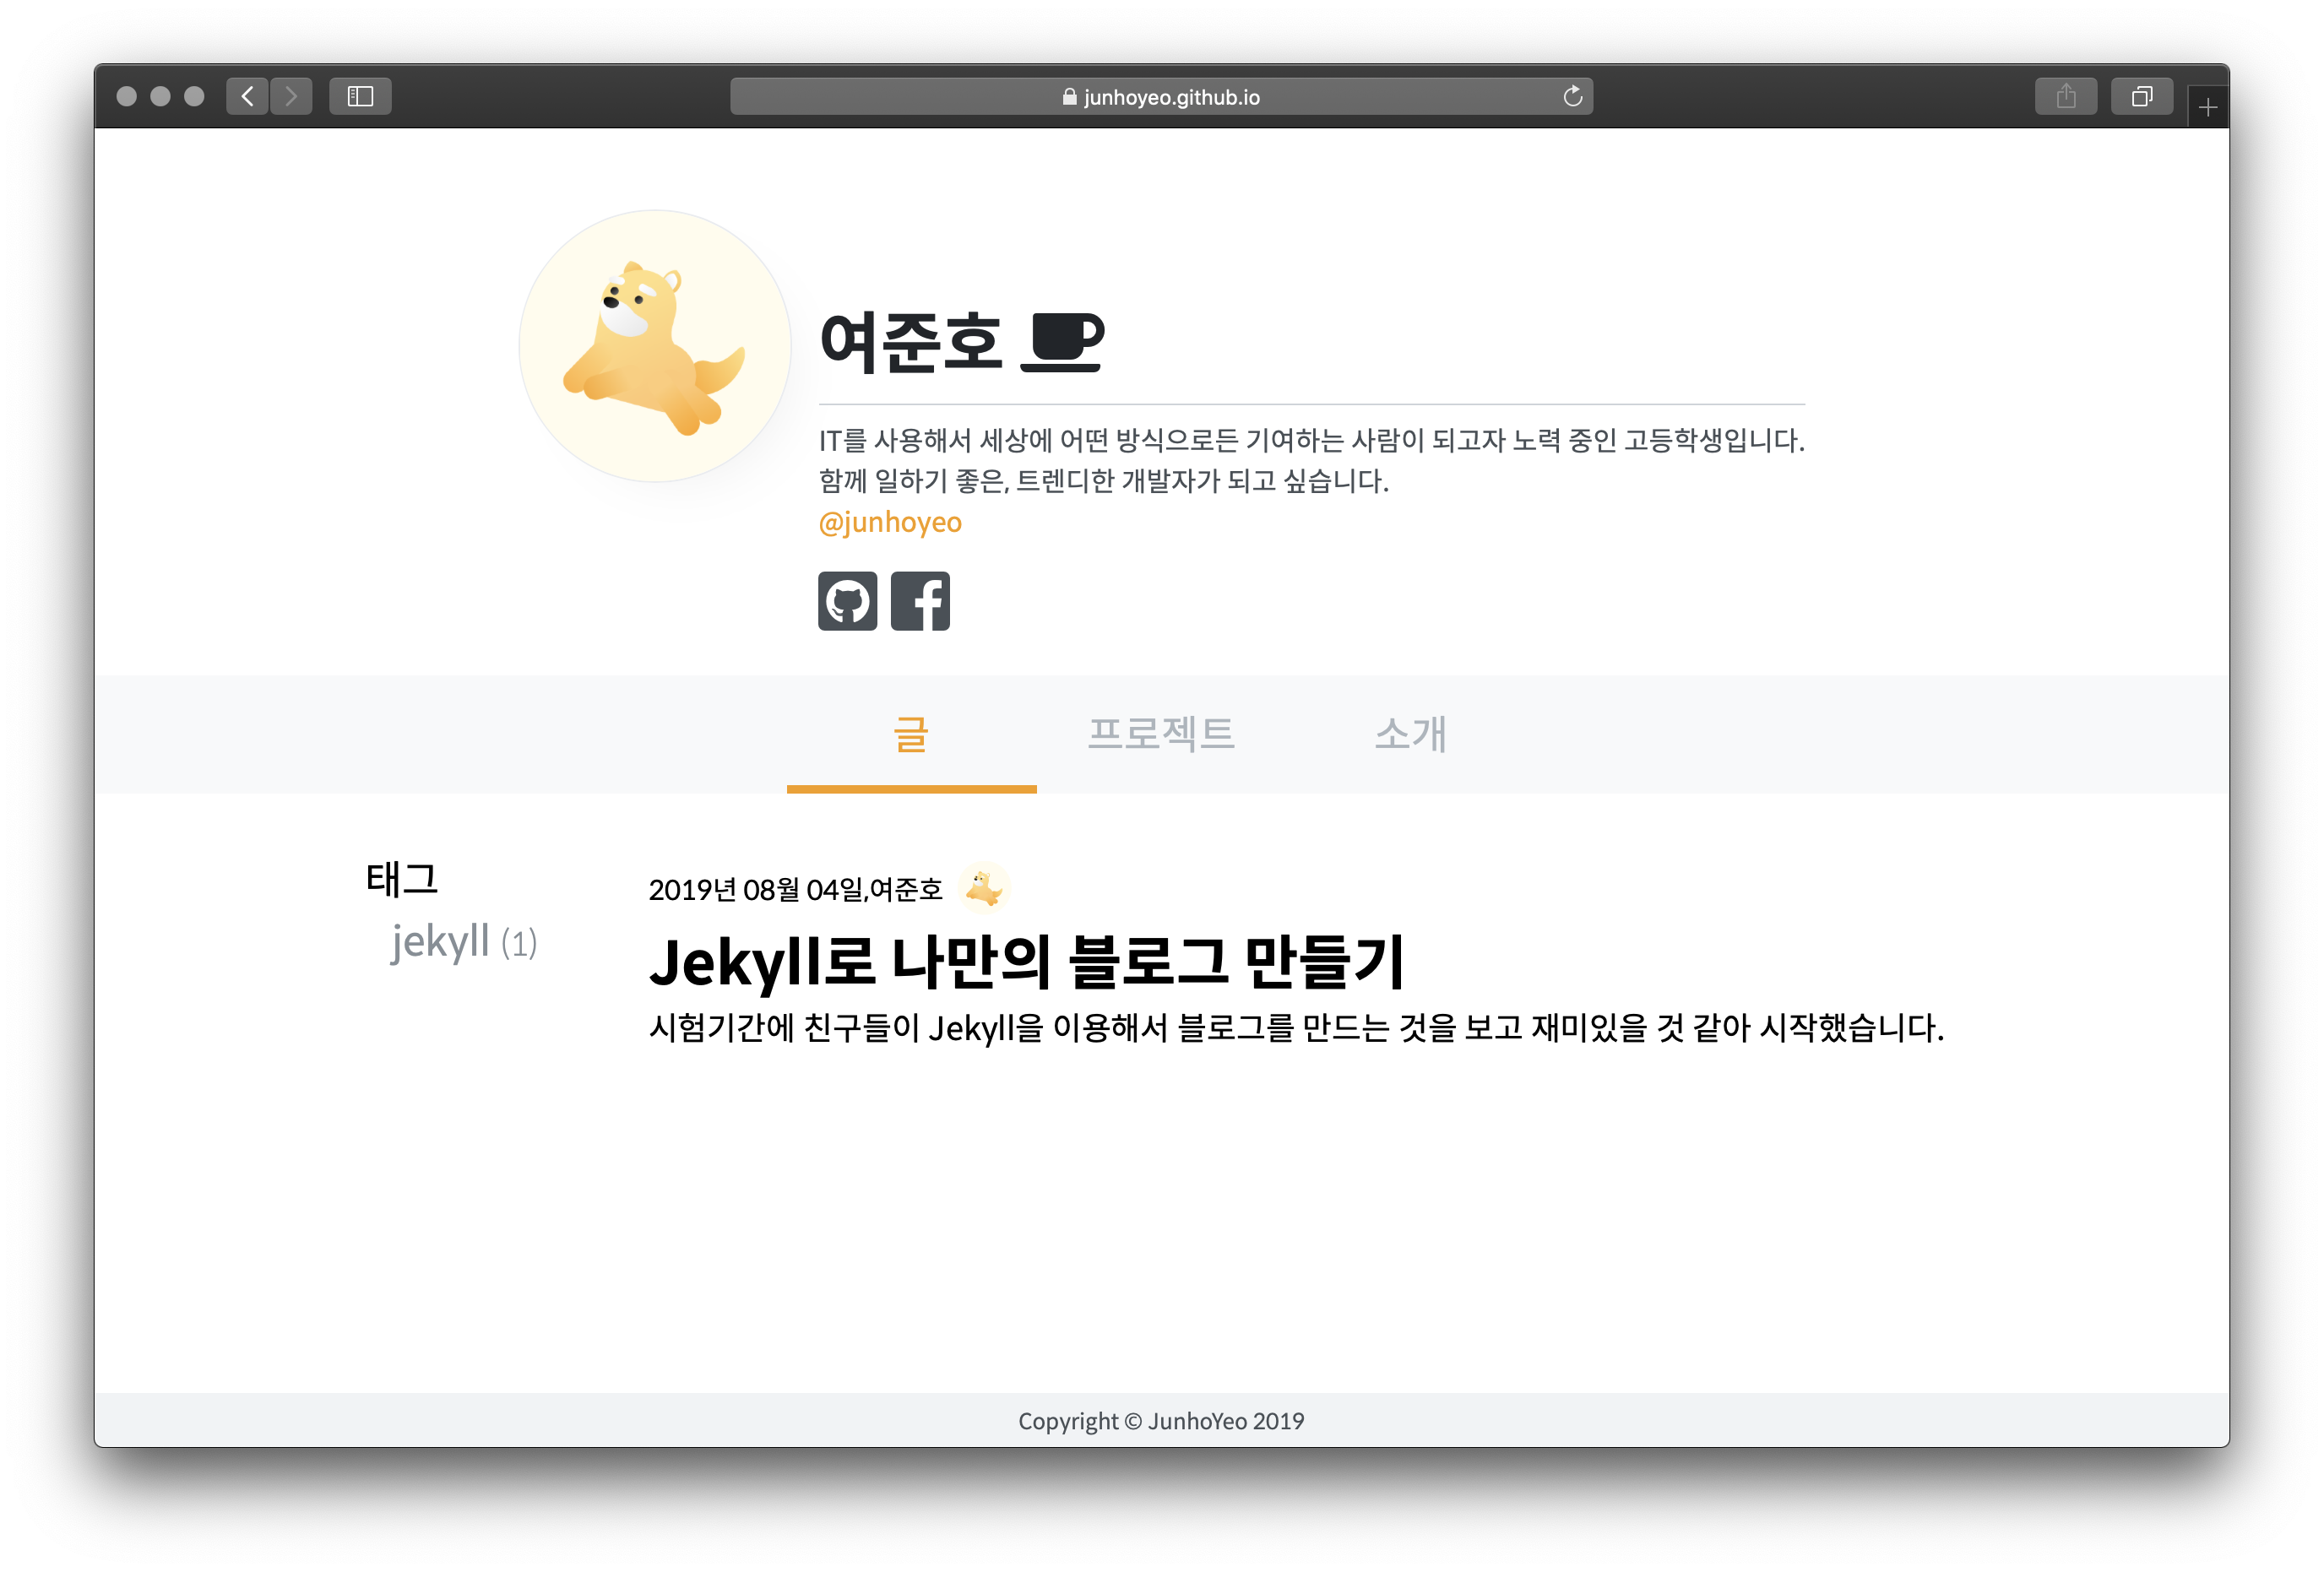 junhoyeo.github.io
여준호
IT를 사용해서 세상에 어떤 방식으로든 기여하는 사람이 되고자 노력 중인 고등학생입니다.
함께 일하기 좋은, 트렌디한 개발자가 되고 싶습니다.
@junhoyeo
글 프로젝트 소개
태그
jekyll (1)
2019년 08월 04일,여준호
Jekyll로 나만의 블로그 만들기
시험기간에 친구들이 Jekyll을 이용해서 블로그를 만드는 것을 보고 재미있을 것 같아 시작했습니다.
Copyright © JunhoYeo 2019